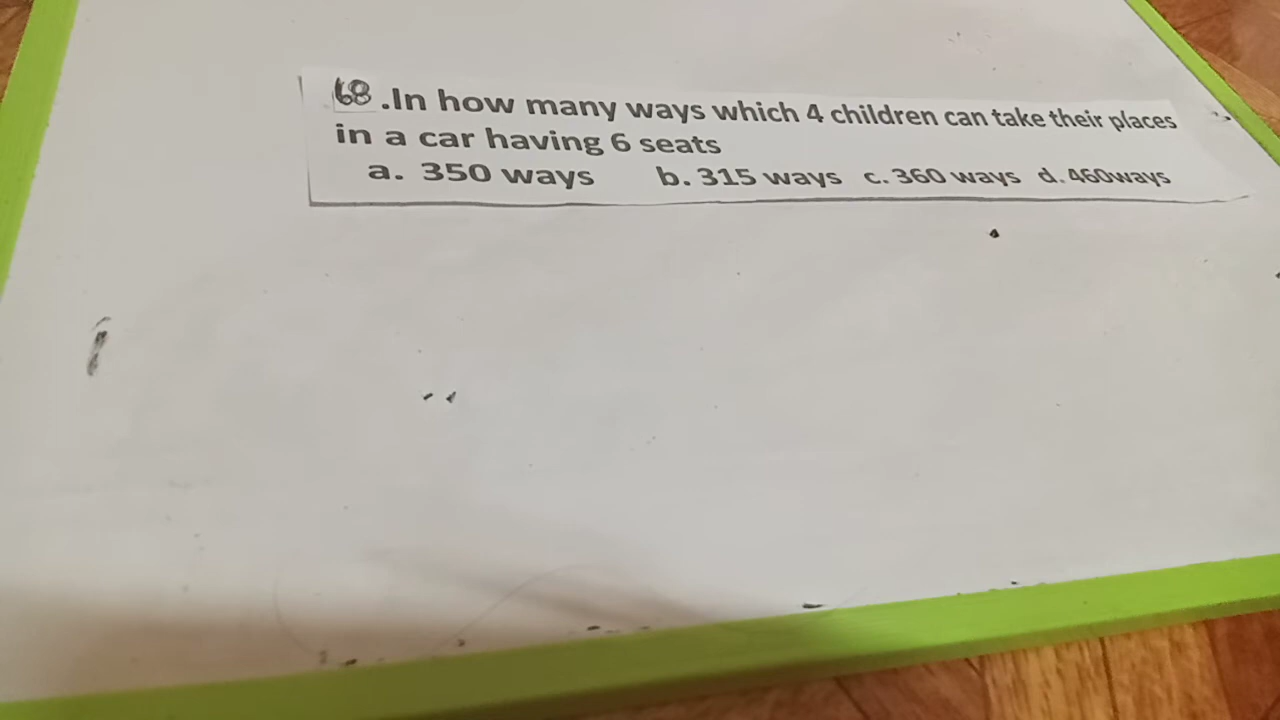 68.In how many ways which 4 children can take their places
in a car having 6 seats
a. 350 ways b. 315 ways c. 360 ways d. 460ways